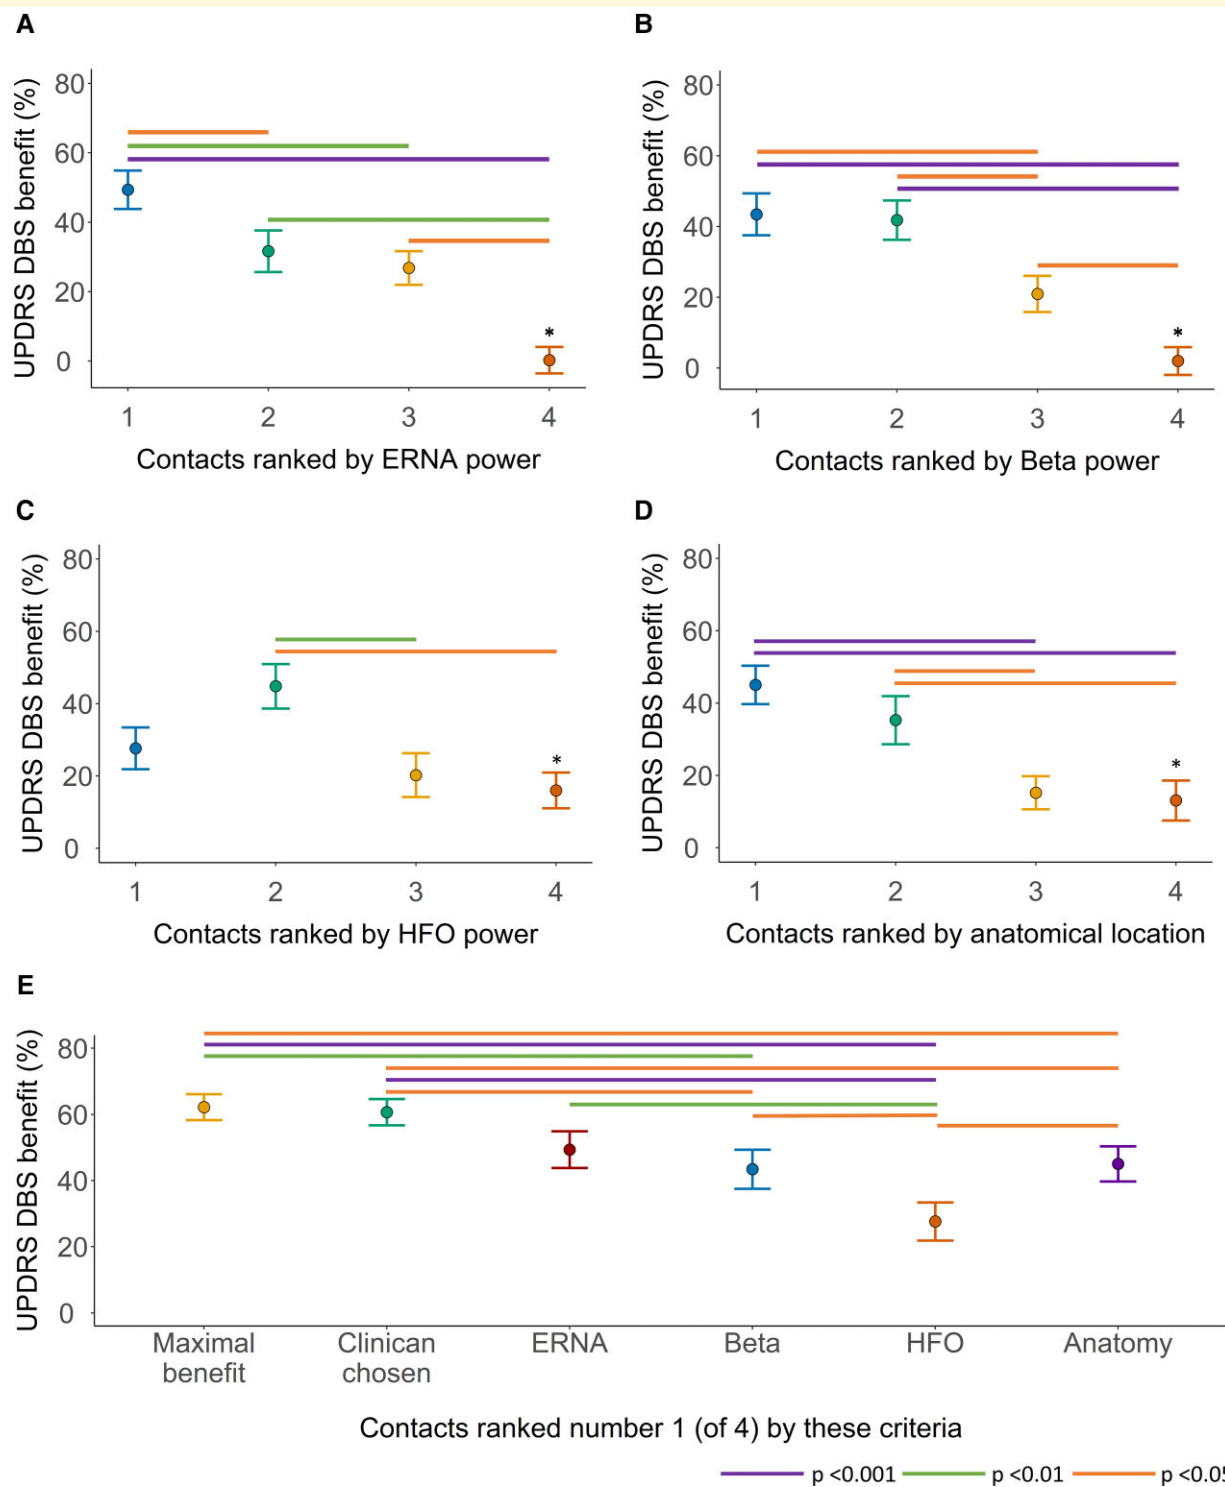 A
UPDRS DBS benefit (%)
80
60
40
20
0
*
1 2 3 4
Contacts ranked by ERNA power
B
UPDRS DBS benefit (%)
80
60
40
20
0
*
1 2 3 4
Contacts ranked by Beta power
C
UPDRS DBS benefit (%)
80
60
40
20
0
*
1 2 3 4
Contacts ranked by HFO power
D
UPDRS DBS benefit (%)
80
60
40
20
0
*
1 2 3 4
Contacts ranked by anatomical location
E
UPDRS DBS benefit (%)
80
60
40
20
0
Maximal benefit
Clinican chosen
ERNA
Beta
HFO
Anatomy
Contacts ranked number 1 (of 4) by these criteria
p <0.001 p <0.01 p <0.0